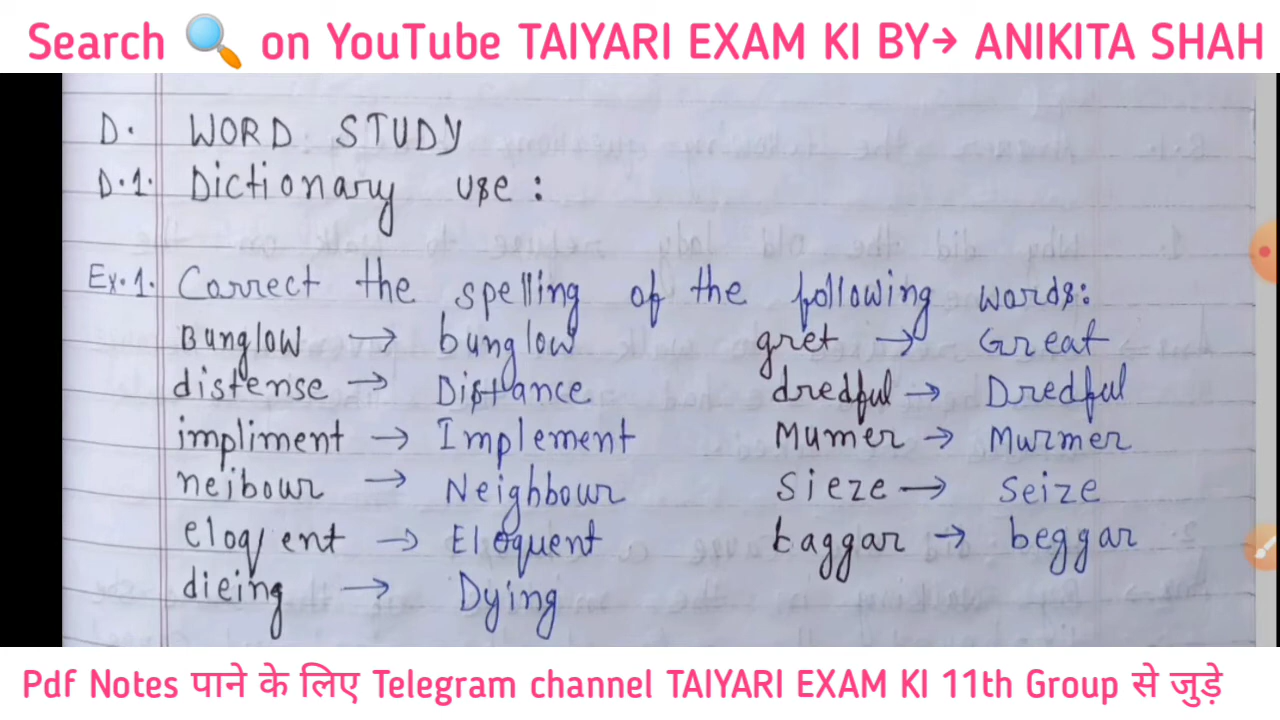 Search 🔍 on YouTube TAIYARI EXAM KI BY→ ANIKITA SHAH
D. WORD STUDY
D.1. Dictionary use:
Ex.1. Correct the spelling of the following words:
Bunglow → bunglow gret → Great
distense → Distance dredful → Dredful
impliment → Implement Mumer → Murmer
neibour → Neighbour Sieze → Seize
eloqent → Eloquent baggar → beggar
dieing → Dying
Pdf Notes पाने के लिए Telegram channel TAIYARI EXAM KI 11th Group से जुड़े